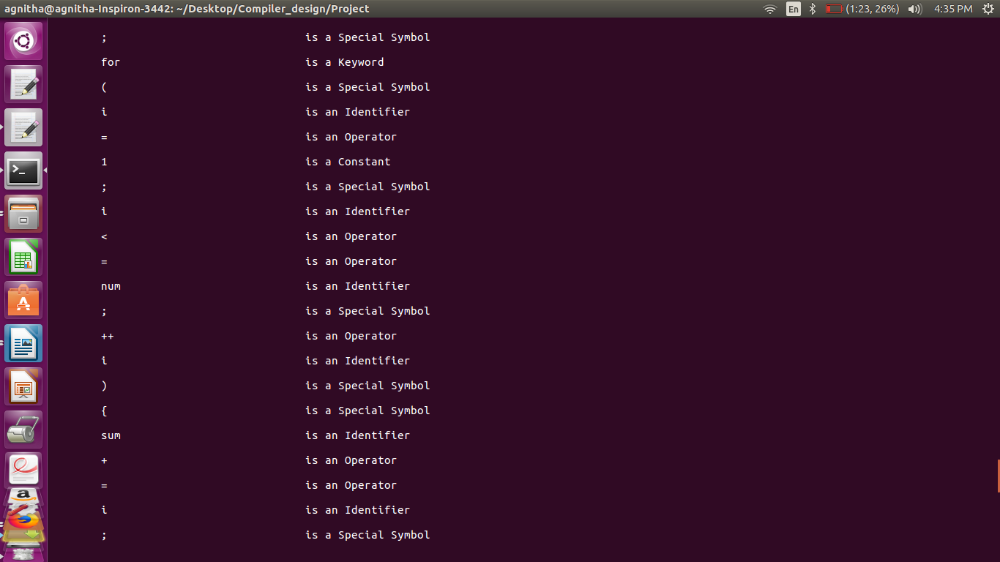 agnitha@agnitha-Inspiron-3442: ~/Desktop/Compiler_design/Project En (1:23, 26%) 4:35 PM
; is a Special Symbol
for is a Keyword
( is a Special Symbol
i is an Identifier
= is an Operator
1 is a Constant
; is a Special Symbol
i is an Identifier
< is an Operator
= is an Operator
num is an Identifier
; is a Special Symbol
++ is an Operator
i is an Identifier
) is a Special Symbol
{ is a Special Symbol
sum is an Identifier
+ is an Operator
= is an Operator
i is an Identifier
; is a Special Symbol